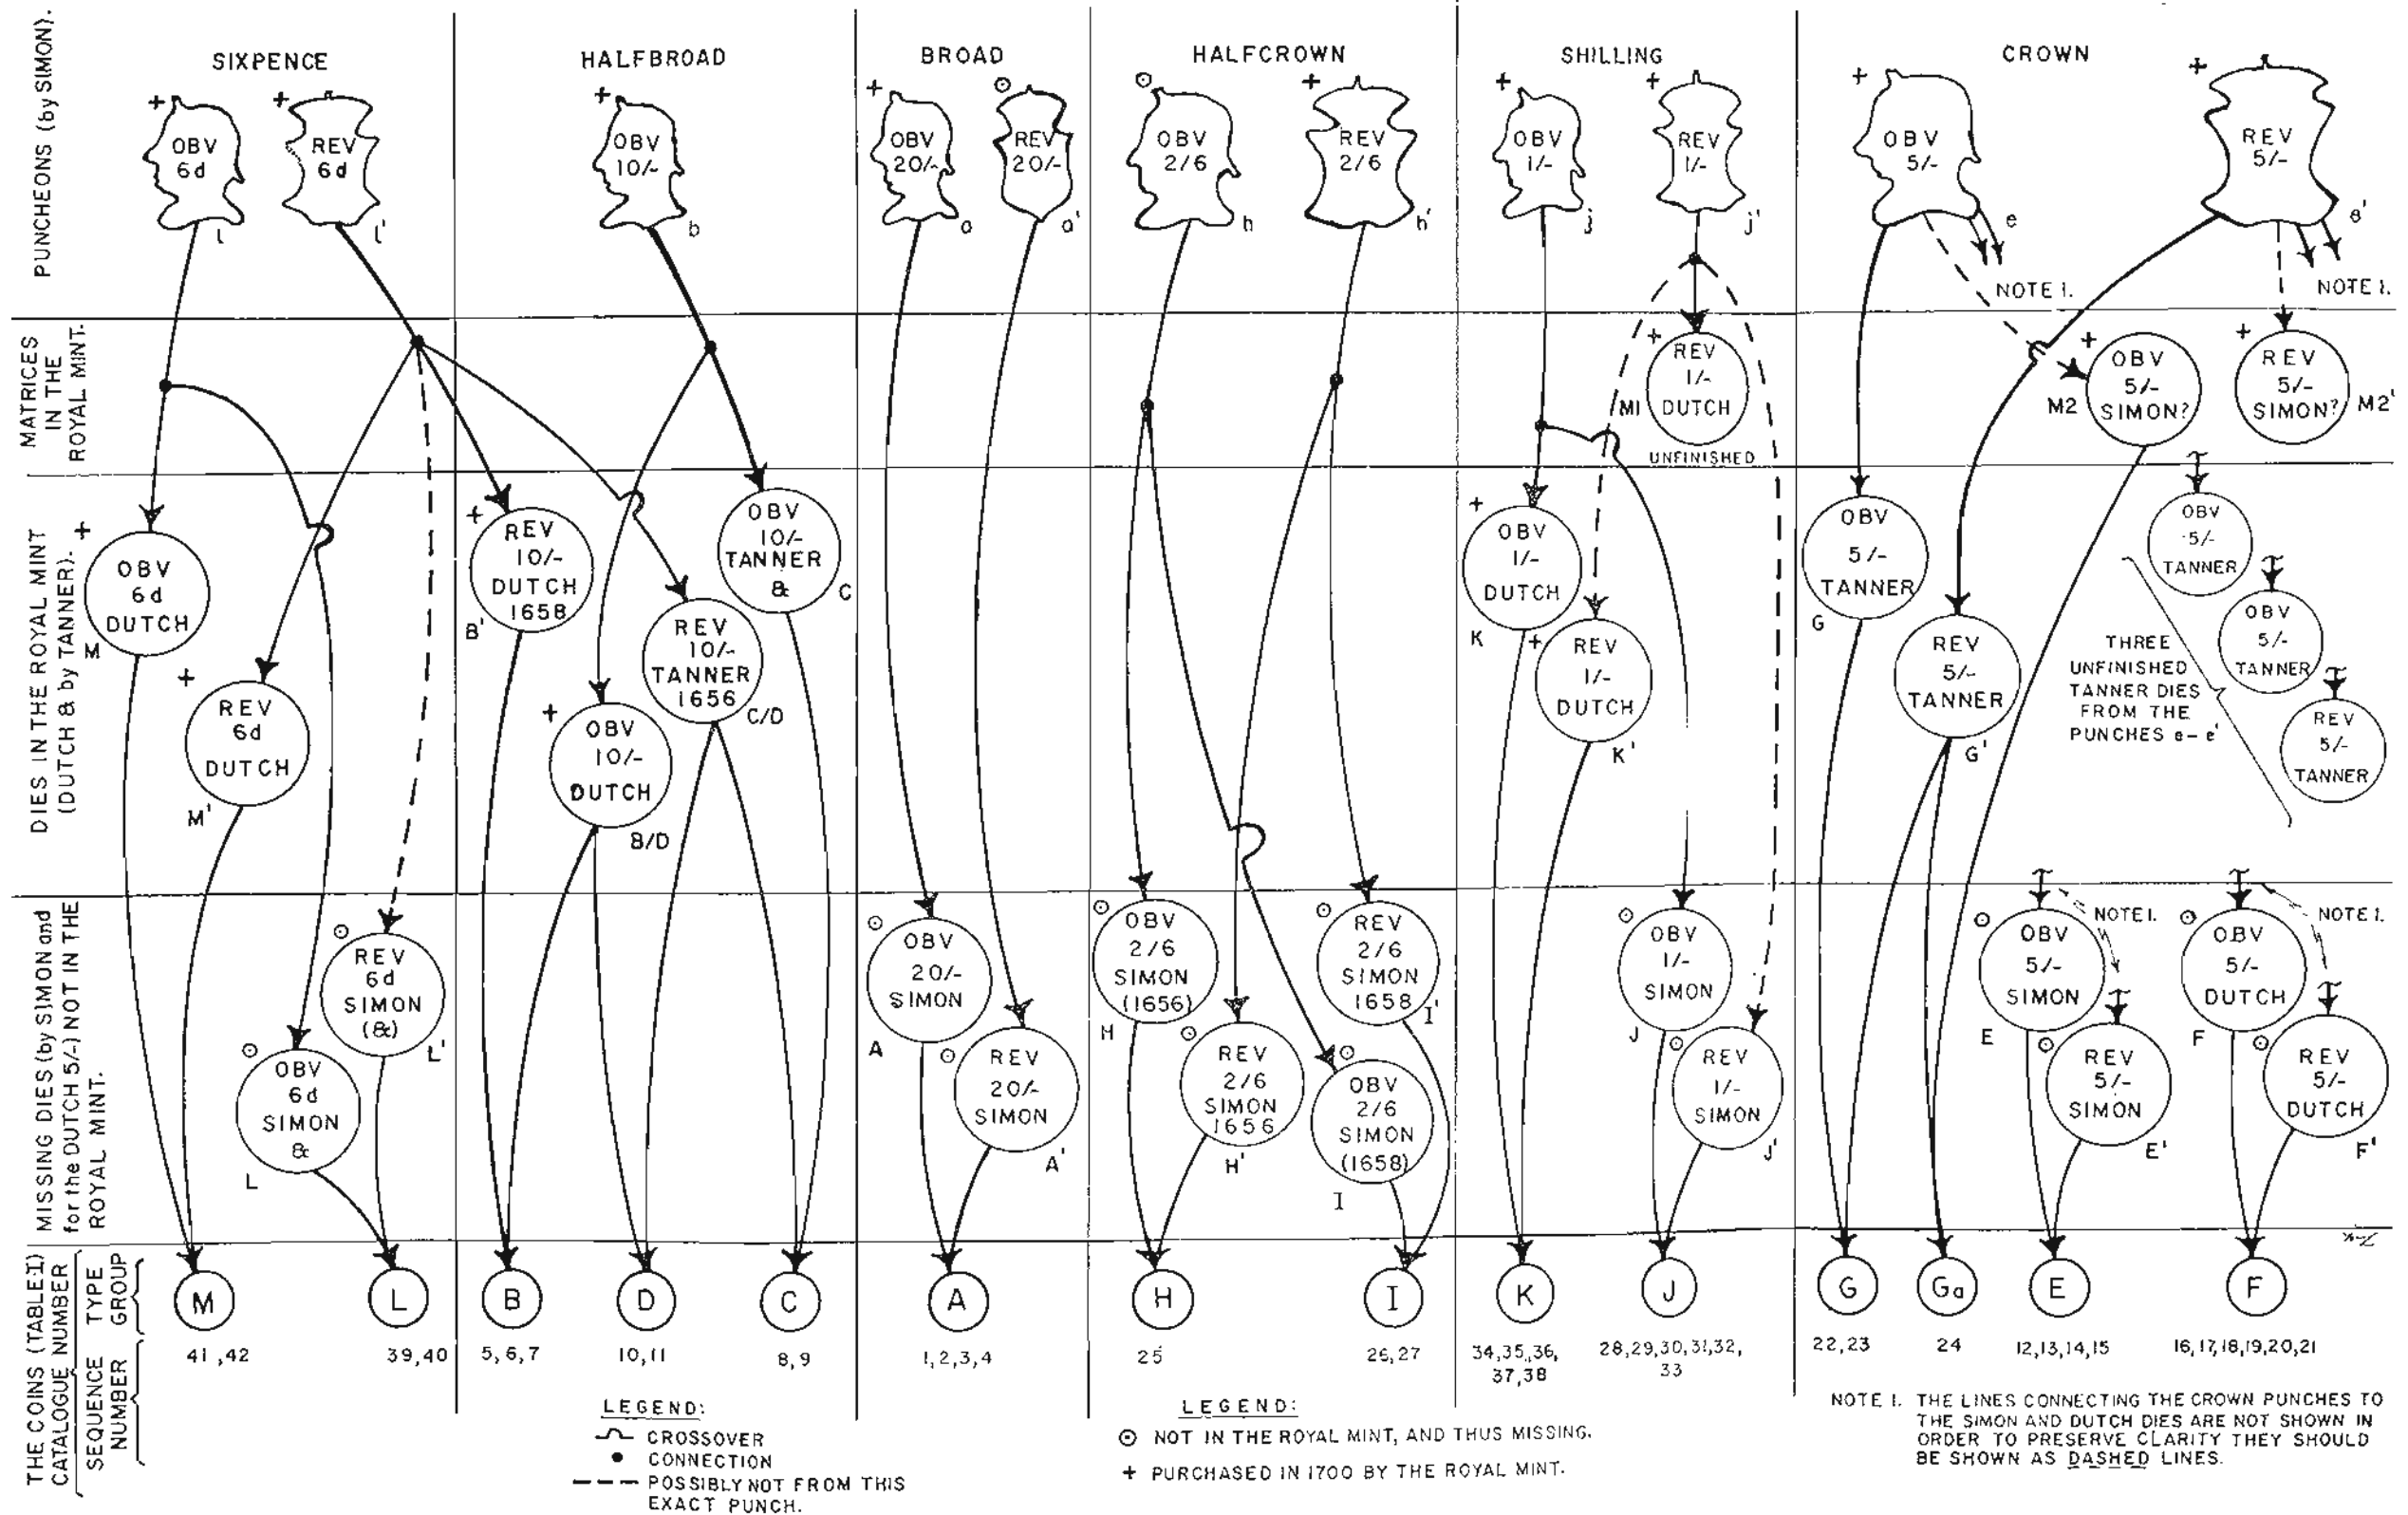 PUNCHEONS (by SIMON).
SIXPENCE
HALFBROAD
BROAD
HALFCROWN
SHILLING
CROWN
+
OBV
6d
l
+
REV
6d
l'
+
OBV
10/-
b
+
OBV
20/-
a
⊙
REV
20/-
a'
⊙
OBV
2/6
h
+
REV
2/6
h'
+
OBV
1/-
j
+
REV
1/-
j'
+
OBV
5/-
e
NOTE 1.
+
REV
5/-
e'
NOTE 1.
MATRICES
IN THE
ROYAL MINT.
+
REV
1/-
DUTCH
M1
UNFINISHED
+
OBV
5/-
SIMON?
M2
+
REV
5/-
SIMON?
M2'
DIES IN THE ROYAL MINT
(DUTCH & by TANNER).
+
OBV
6d
DUTCH
M
+
REV
6d
DUTCH
M'
+
REV
10/-
DUTCH
1658
B'
OBV
10/-
TANNER
&
C
REV
10/-
TANNER
1656
C/D
+
OBV
10/-
DUTCH
B/D
+
OBV
1/-
DUTCH
K
+
REV
1/-
DUTCH
K'
OBV
5/-
TANNER
G
REV
5/-
TANNER
G'
THREE
UNFINISHED
TANNER DIES
FROM THE
PUNCHES e-e'
OBV
5/-
TANNER
OBV
5/-
TANNER
REV
5/-
TANNER
MISSING DIES (by SIMON and
for the DUTCH 5/-) NOT IN THE
ROYAL MINT.
⊙
REV
6d
SIMON
(&)
L'
⊙
OBV
6d
SIMON
&
L
⊙
OBV
20/-
SIMON
A
⊙
REV
20/-
SIMON
A'
⊙
OBV
2/6
SIMON
(1656)
H
⊙
REV
2/6
SIMON
1656
H'
⊙
REV
2/6
SIMON
1658
I'
⊙
OBV
2/6
SIMON
(1658)
I
⊙
OBV
1/-
SIMON
J
⊙
REV
1/-
SIMON
J'
⊙
OBV
5/-
SIMON
E
NOTE 1.
⊙
REV
5/-
SIMON
E'
⊙
OBV
5/-
DUTCH
F
NOTE 1.
⊙
REV
5/-
DUTCH
F'
THE COINS (TABLE 1)
CATALOGUE NUMBER
SEQUENCE TYPE
NUMBER GROUP
M
L
B
D
C
A
H
I
K
J
G
Ga
E
F
41,42
39,40
5,6,7
10,11
8,9
1,2,3,4
25
26,27
34,35,36,
37,38
28,29,30,31,32,
33
22,23
24
12,13,14,15
16,17,18,19,20,21
LEGEND:
CROSSOVER
CONNECTION
POSSIBLY NOT FROM THIS
EXACT PUNCH.
LEGEND:
⊙ NOT IN THE ROYAL MINT, AND THUS MISSING.
+ PURCHASED IN 1700 BY THE ROYAL MINT.
NOTE 1. THE LINES CONNECTING THE CROWN PUNCHES TO
THE SIMON AND DUTCH DIES ARE NOT SHOWN IN
ORDER TO PRESERVE CLARITY THEY SHOULD
BE SHOWN AS DASHED LINES.